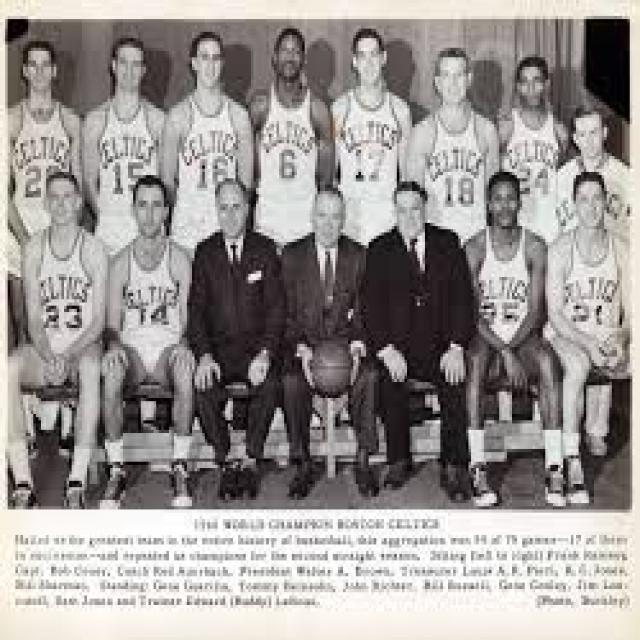 CELTICS CELTICS CELTICS CELTICS CELTICS CELTICS CELTICS
15 16 6 17 18 24
CELTICS CELTICS CELTICS CELTICS
23 14 25 21
1960 WORLD CHAMPION BOSTON CELTICS
Hailed as the greatest team in the entire history of basketball, this aggregation won 59 of 75 games—17 of them
in succession—and repeated as champions for the second straight season. Sitting (left to right) Frank Ramsey,
Capt. Bob Cousy, Coach Red Auerbach, President Walter A. Brown, Treasurer Louis A.R. Pieri, K.C. Jones,
Bill Sharman. Standing: Gene Guarilia, Tommy Heinsohn, John Richter, Bill Russell, Gene Conley, Jim Los-
cutoff, Sam Jones and Trainer Edward (Buddy) LeRoux. (Photo, Burckley)